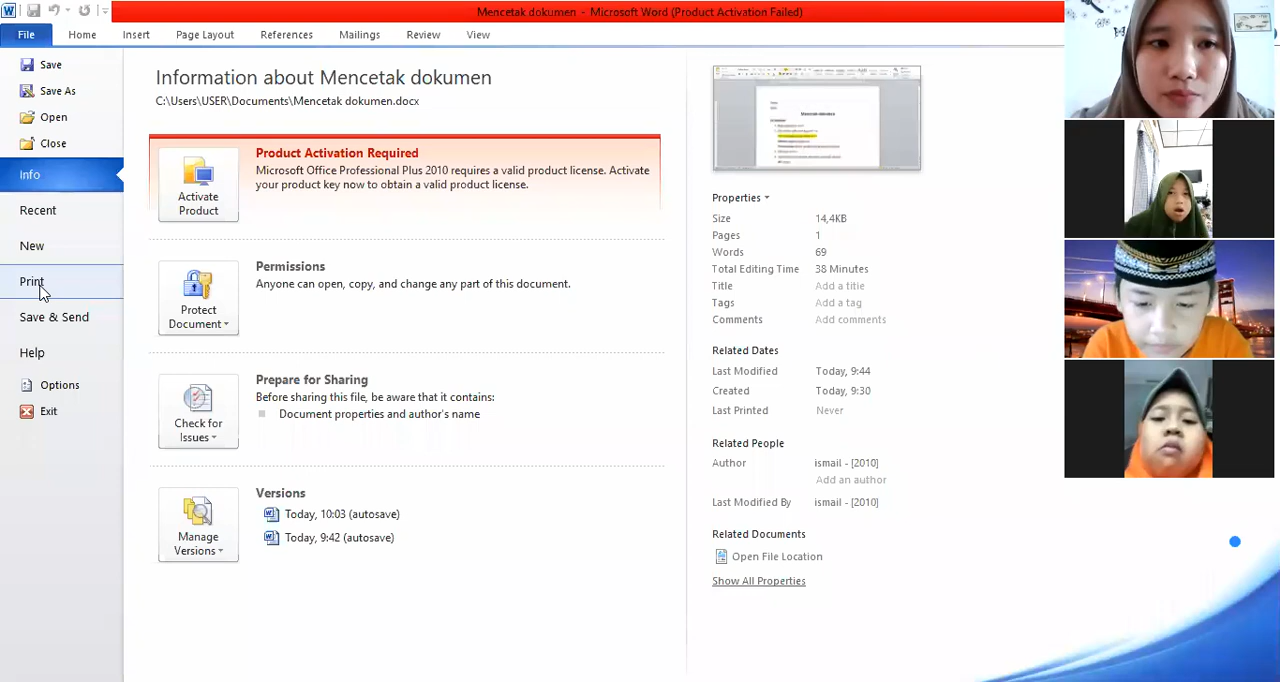 Mencetak dokumen - Microsoft Word (Product Activation Failed)
File Home Insert Page Layout References Mailings Review View
Save
Save As
Open
Close
Info
Recent
New
Print
Save & Send
Help
Options
Exit
Information about Mencetak dokumen
C:\Users\USER\Documents\Mencetak dokumen.docx
Activate
Product
Product Activation Required
Microsoft Office Professional Plus 2010 requires a valid product license. Activate
your product key now to obtain a valid product license.
Protect
Document
Permissions
Anyone can open, copy, and change any part of this document.
Check for
Issues
Prepare for Sharing
Before sharing this file, be aware that it contains:
Document properties and author's name
Manage
Versions
Versions
Today, 10:03 (autosave)
Today, 9:42 (autosave)
Mencetak dokumen
Properties
Size 14,4KB
Pages 1
Words 69
Total Editing Time 38 Minutes
Title Add a title
Tags Add a tag
Comments Add comments
Related Dates
Last Modified Today, 9:44
Created Today, 9:30
Last Printed Never
Related People
Author ismail - [2010]
Add an author
Last Modified By ismail - [2010]
Related Documents
Open File Location
Show All Properties